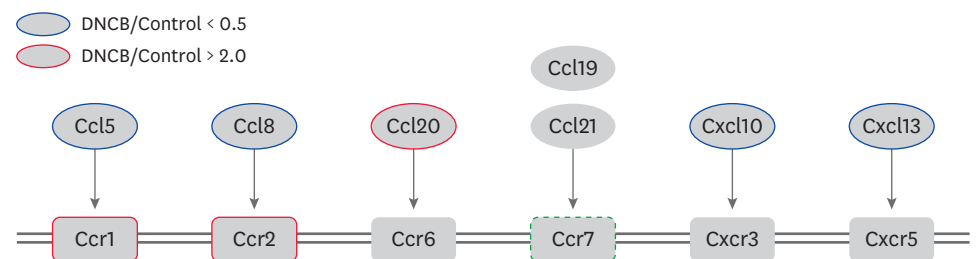 DNCB/Control < 0.5
DNCB/Control > 2.0
Ccl19
Ccl5 Ccl8 Ccl20 Ccl21 Cxcl10 Cxcl13
Ccr1 Ccr2 Ccr6 Ccr7 Cxcr3 Cxcr5